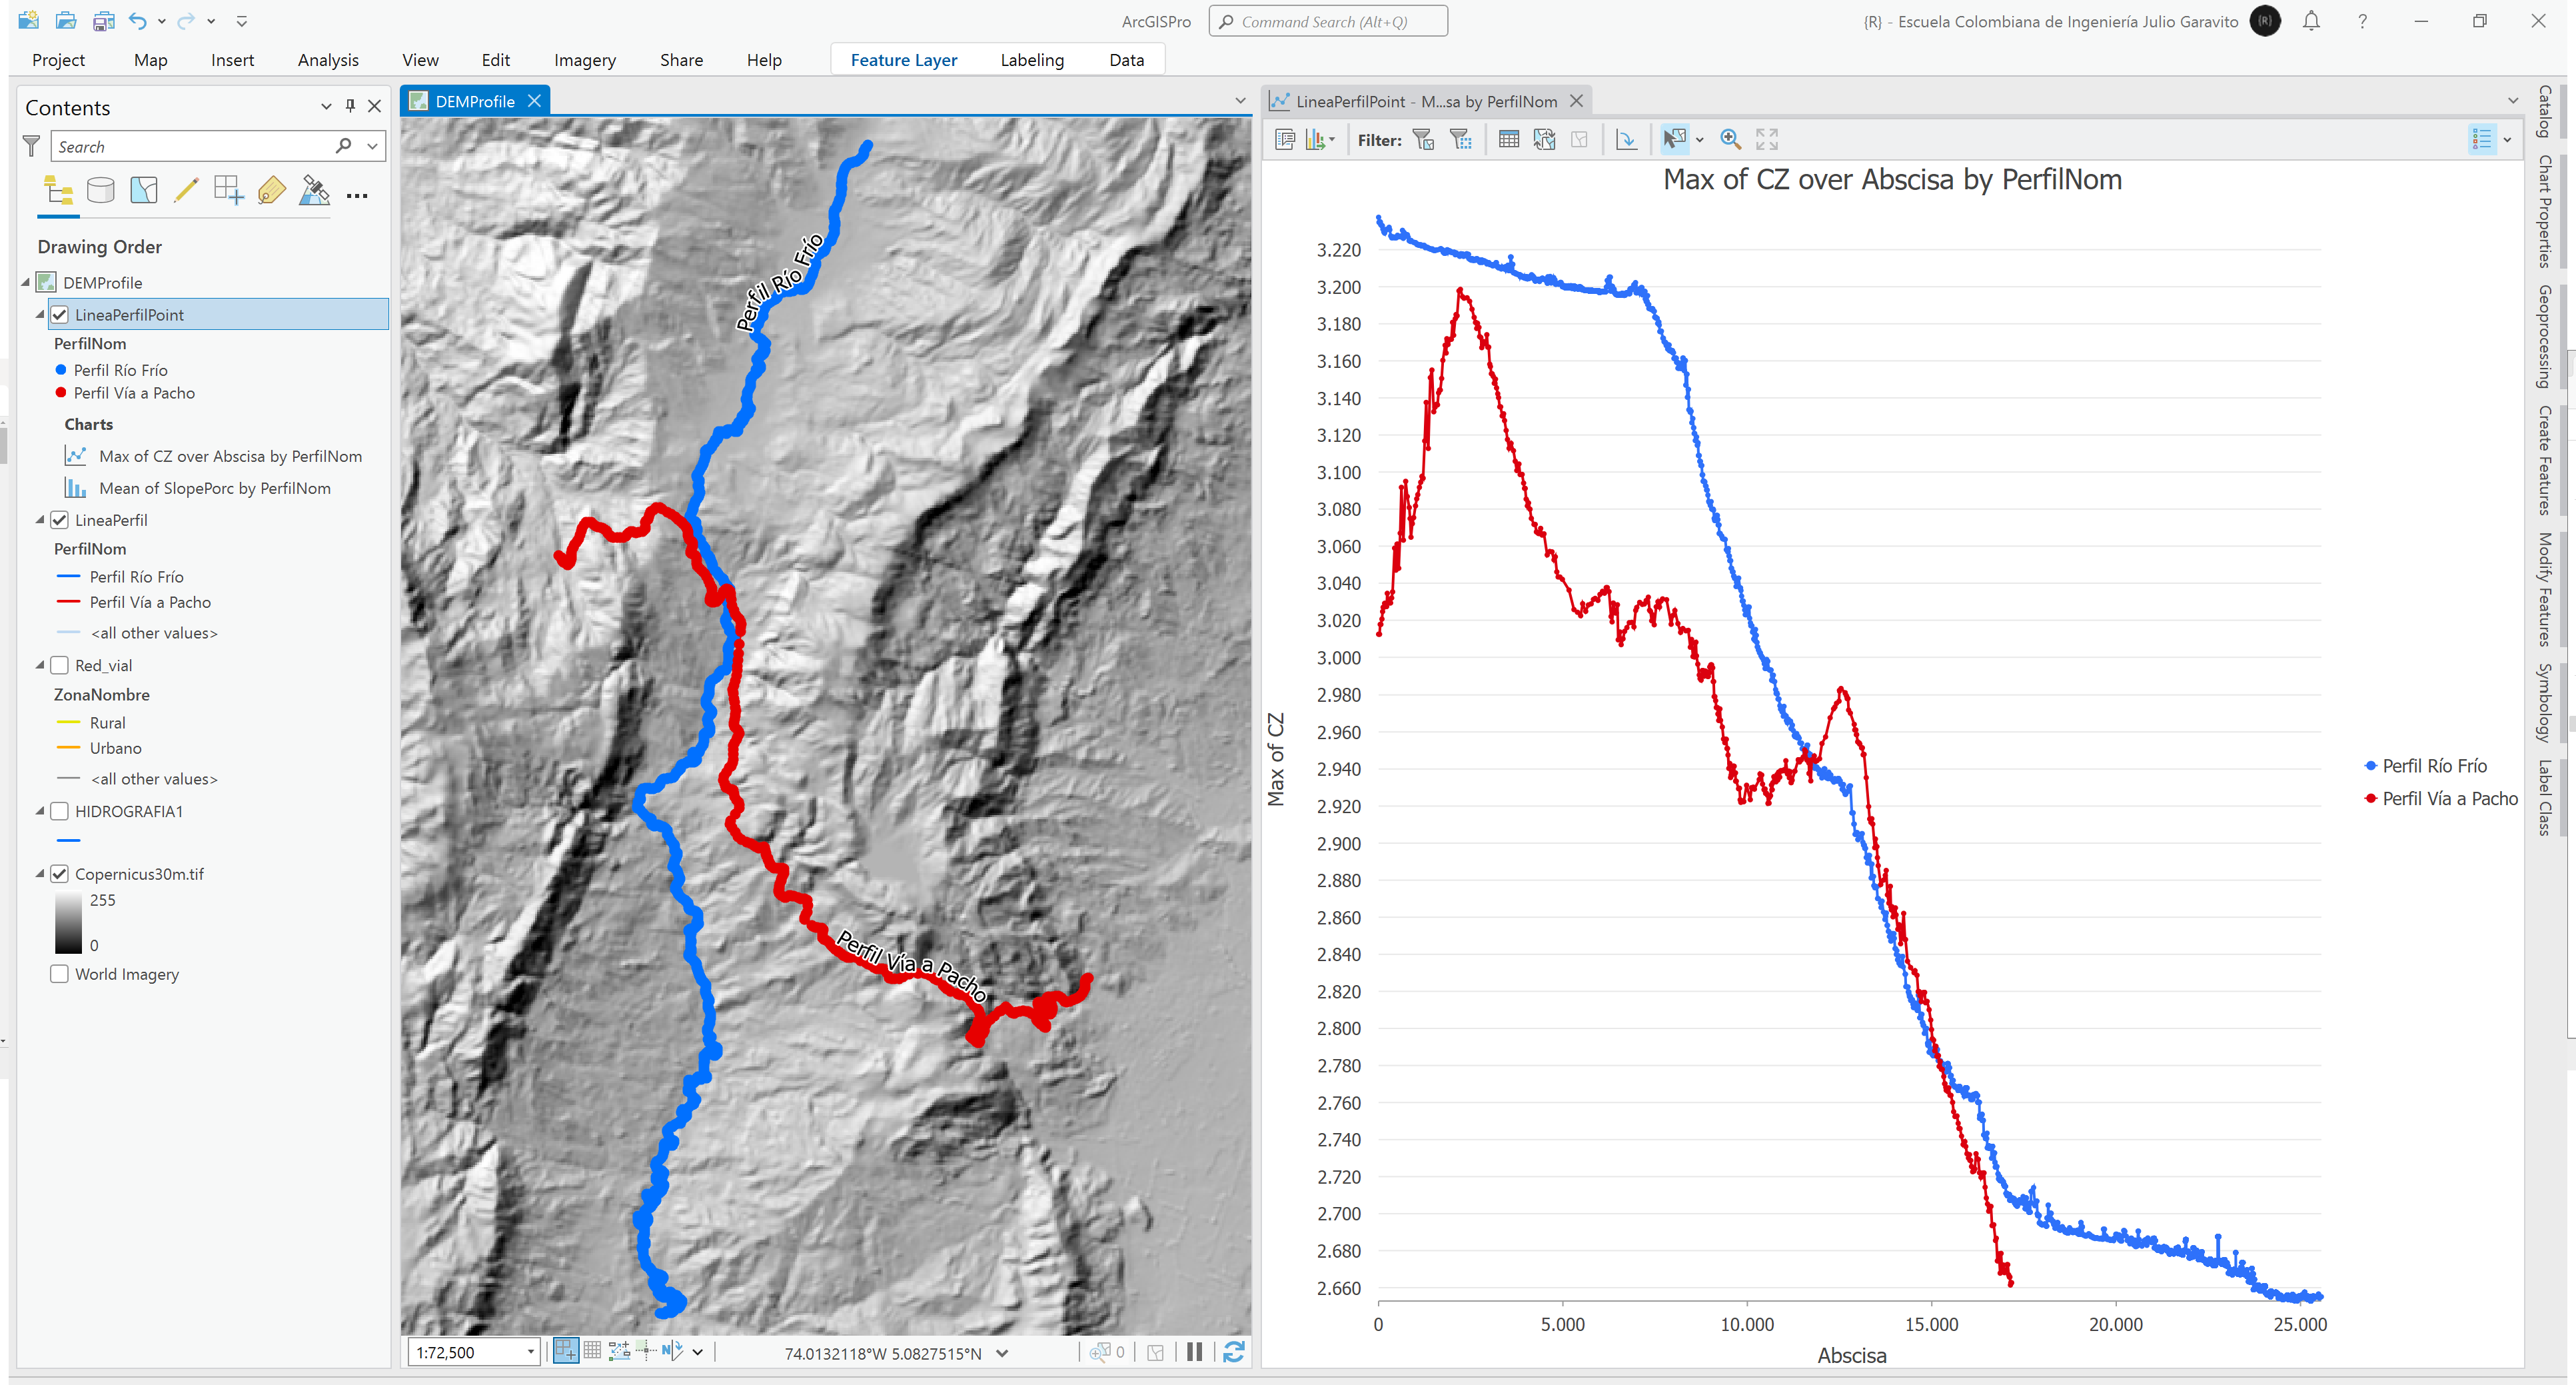 ArcGISPro
Command Search (Alt+Q)
{R} - Escuela Colombiana de Ingeniería Julio Garavito
{R}
?
Project Map Insert Analysis View Edit Imagery Share Help Feature Layer Labeling Data
Contents
Search
Drawing Order
DEMProfile
LineaPerfilPoint
PerfilNom
Perfil Río Frío
Perfil Vía a Pacho
Charts
Max of CZ over Abscisa by PerfilNom
Mean of SlopePorc by PerfilNom
LineaPerfil
PerfilNom
Perfil Río Frío
Perfil Vía a Pacho
<all other values>
Red_vial
ZonaNombre
Rural
Urbano
<all other values>
HIDROGRAFIA1
Copernicus30m.tif
255
0
World Imagery
DEMProfile
Perfil Río Frío
Perfil Vía a Pacho
1:72,500
74.0132118°W 5.0827515°N
0
LineaPerfilPoint - M...sa by PerfilNom
Filter:
Max of CZ over Abscisa by PerfilNom
Max of CZ
3.220
3.200
3.180
3.160
3.140
3.120
3.100
3.080
3.060
3.040
3.020
3.000
2.980
2.960
2.940
2.920
2.900
2.880
2.860
2.840
2.820
2.800
2.780
2.760
2.740
2.720
2.700
2.680
2.660
0 5.000 10.000 15.000 20.000 25.000
Abscisa
Perfil Río Frío
Perfil Vía a Pacho
Catalog
Chart Properties
Geoprocessing
Create Features
Modify Features
Symbology
Label Class